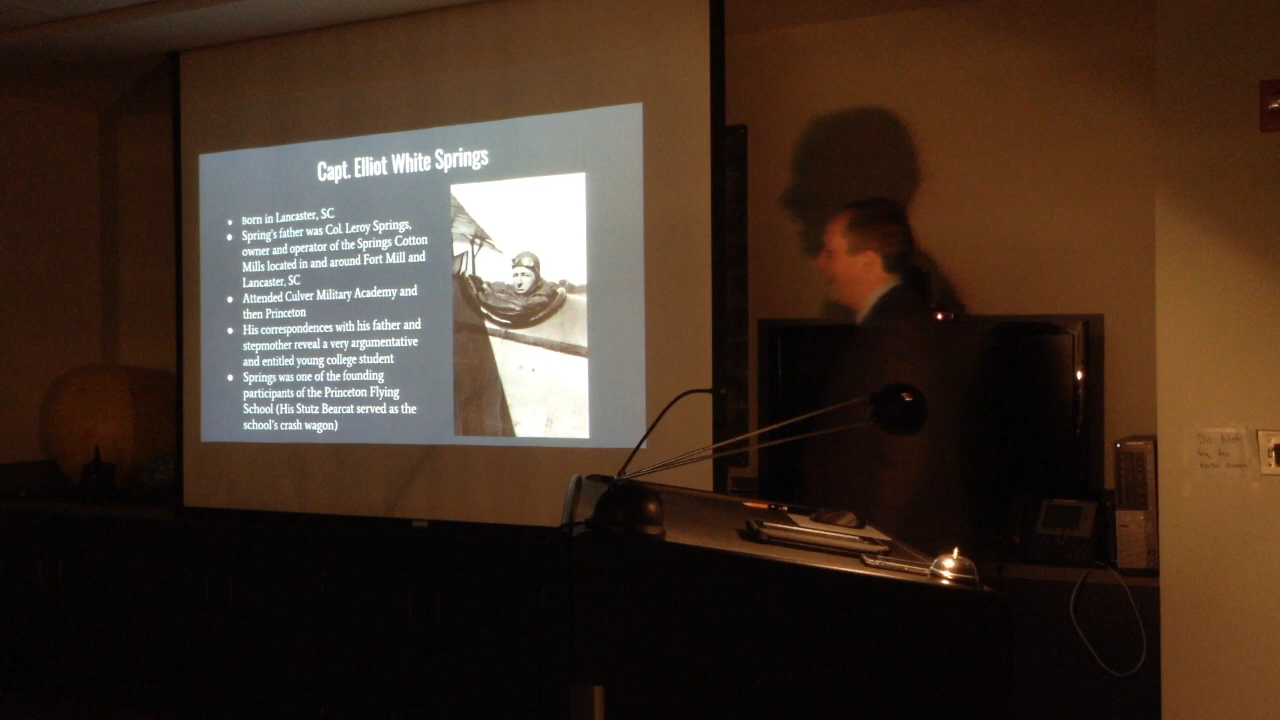 Capt. Elliot White Springs
• Born in Lancaster, SC
• Spring's father was Col. Leroy Springs,
owner and operator of the Springs Cotton
Mills located in and around Fort Mill and
Lancaster, SC
• Attended Culver Military Academy and
then Princeton
• His correspondences with his father and
stepmother reveal a very argumentative
and entitled young college student
• Springs was one of the founding
participants of the Princeton Flying
School (His Stutz Bearcat served as the
school's crash wagon)
Do Not